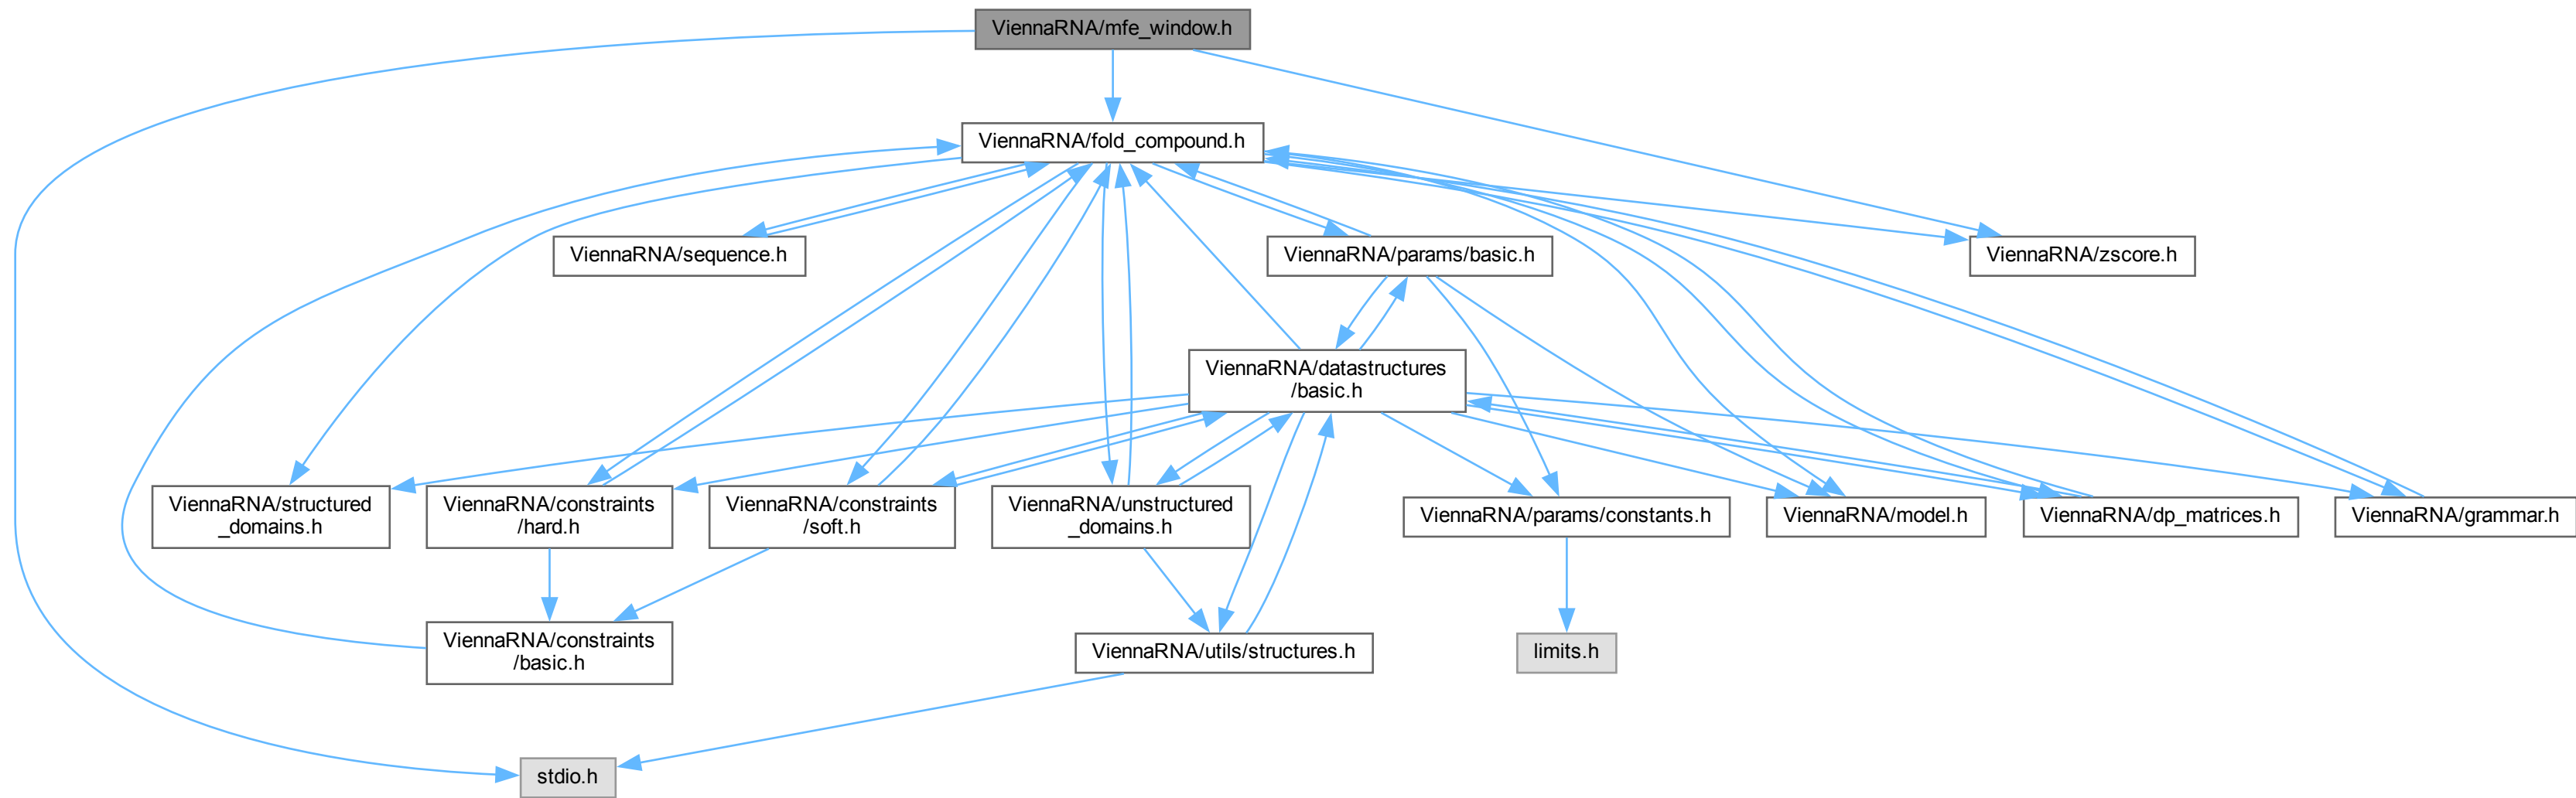 ViennaRNA/mfe_window.h
ViennaRNA/fold_compound.h
ViennaRNA/sequence.h
ViennaRNA/params/basic.h
ViennaRNA/zscore.h
ViennaRNA/datastructures
/basic.h
ViennaRNA/structured
_domains.h
ViennaRNA/constraints
/hard.h
ViennaRNA/constraints
/soft.h
ViennaRNA/unstructured
_domains.h
ViennaRNA/params/constants.h
ViennaRNA/model.h
ViennaRNA/dp_matrices.h
ViennaRNA/grammar.h
ViennaRNA/constraints
/basic.h
ViennaRNA/utils/structures.h
limits.h
stdio.h